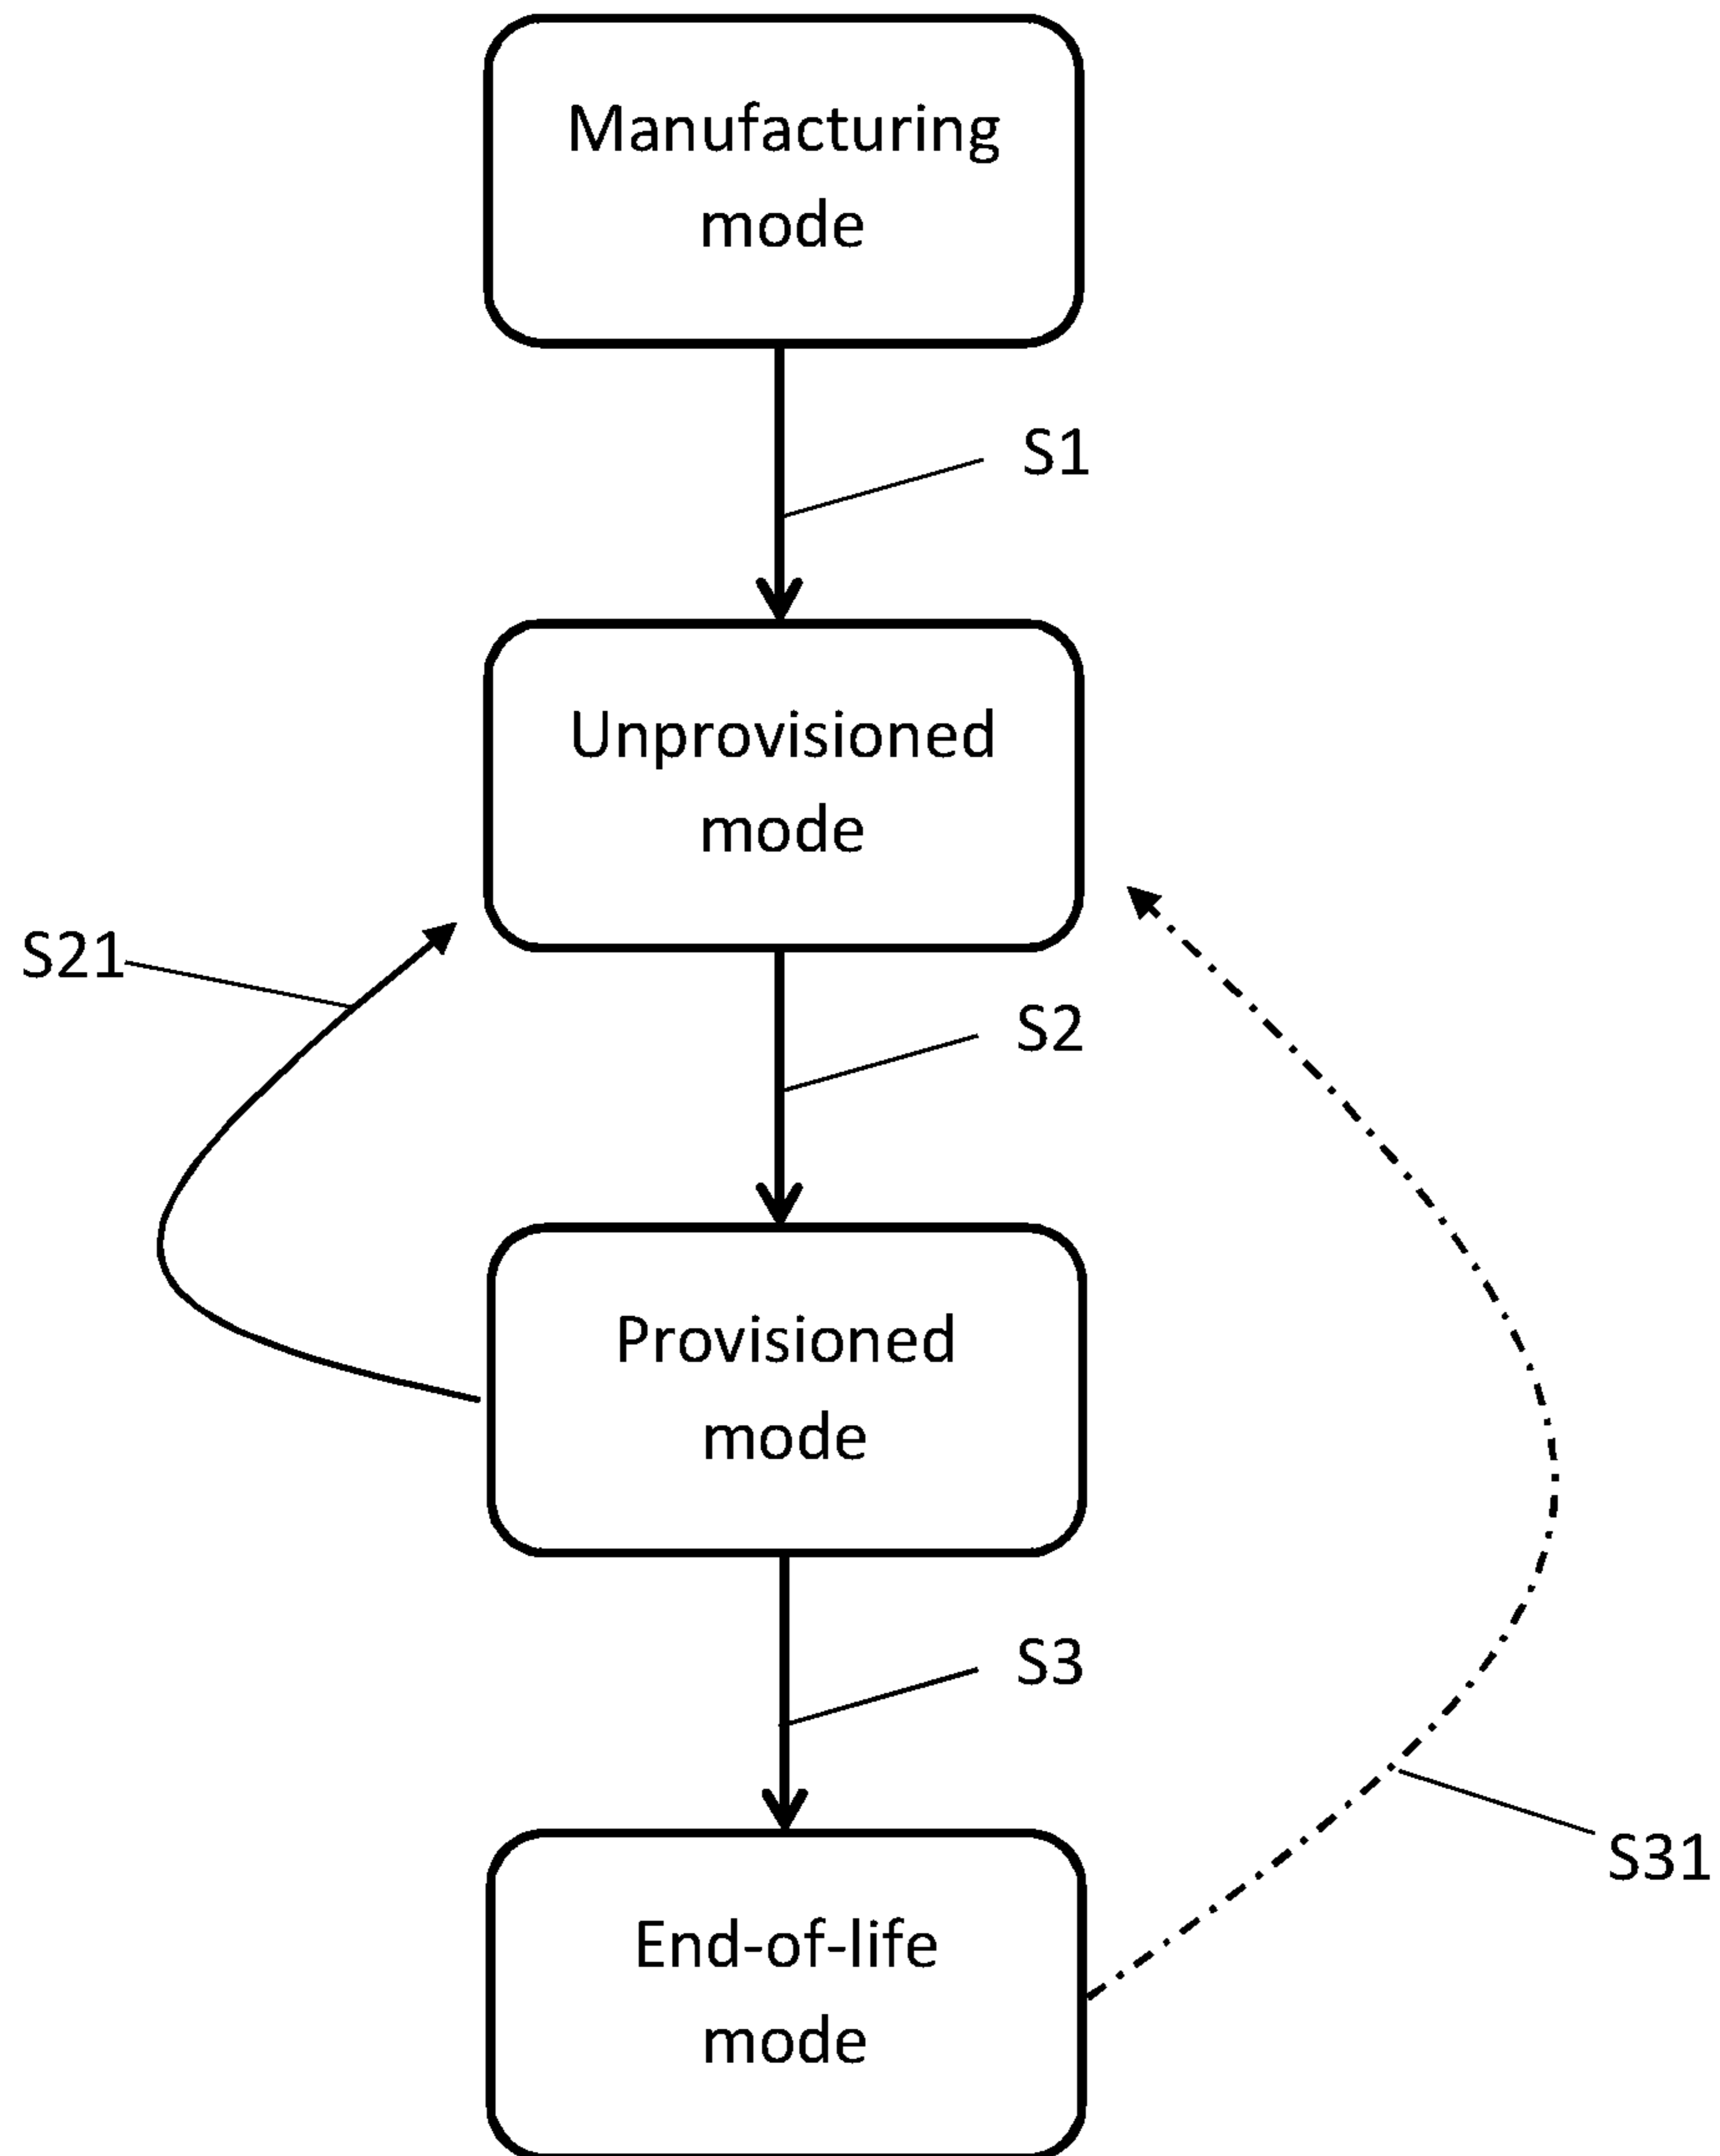 Manufacturing
mode
S1
Unprovisioned
mode
S21
S2
Provisioned
mode
S3
S31
End-of-life
mode